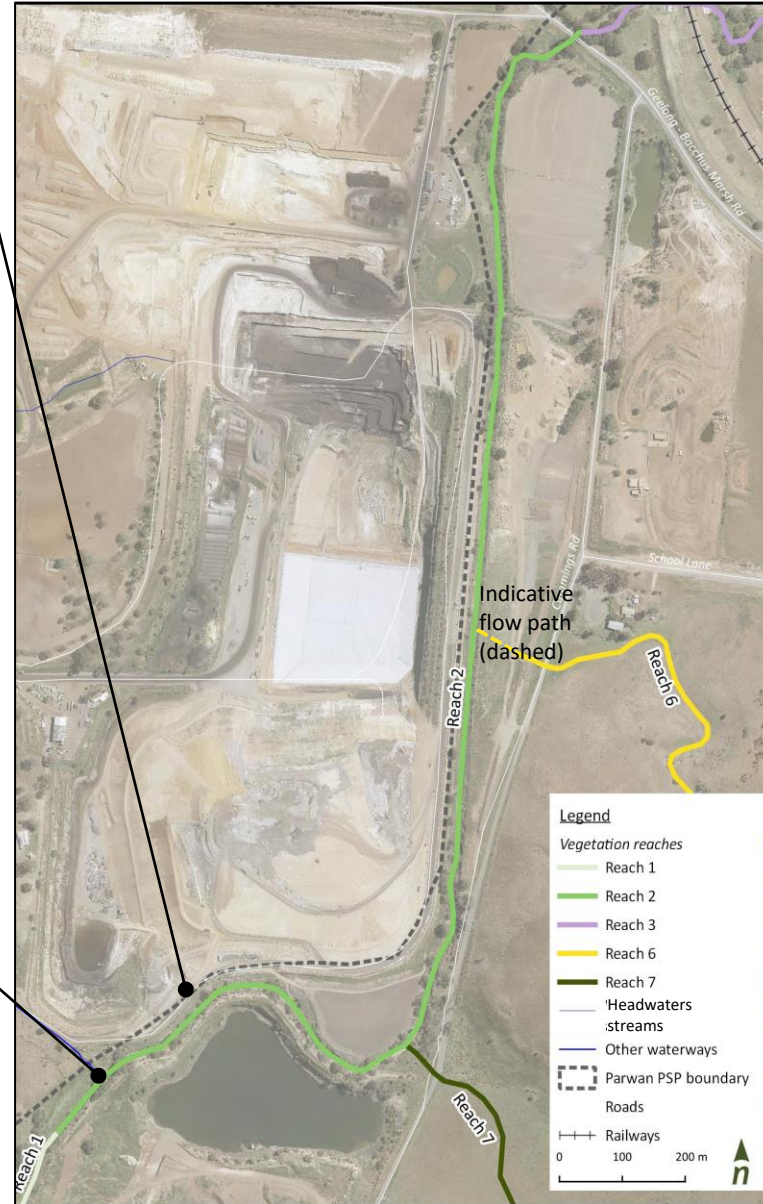 Geelong - Bacchus Marsh Rd
School Lane
Cummings Rd
Indicative
flow path
(dashed)
Reach 2
Reach 6
Reach 7
Reach 1
Legend
Vegetation reaches
Reach 1
Reach 2
Reach 3
Reach 6
Reach 7
'Headwaters
streams
Other waterways
Parwan PSP boundary
Roads
Railways
0 100 200 m
n